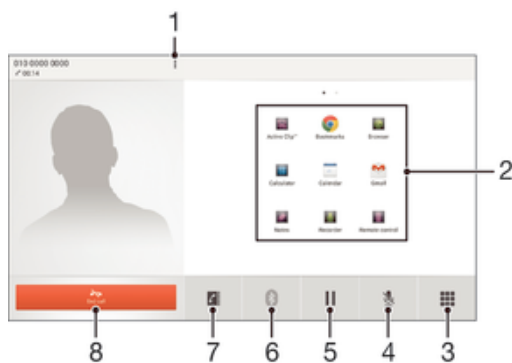 1
010 0000 0000
00:14
Active Clip™ Bookmarks Browser
Calculator Calendar Gmail
Notes Recorder Remote control
2
End call
8 7 6 5 4 3